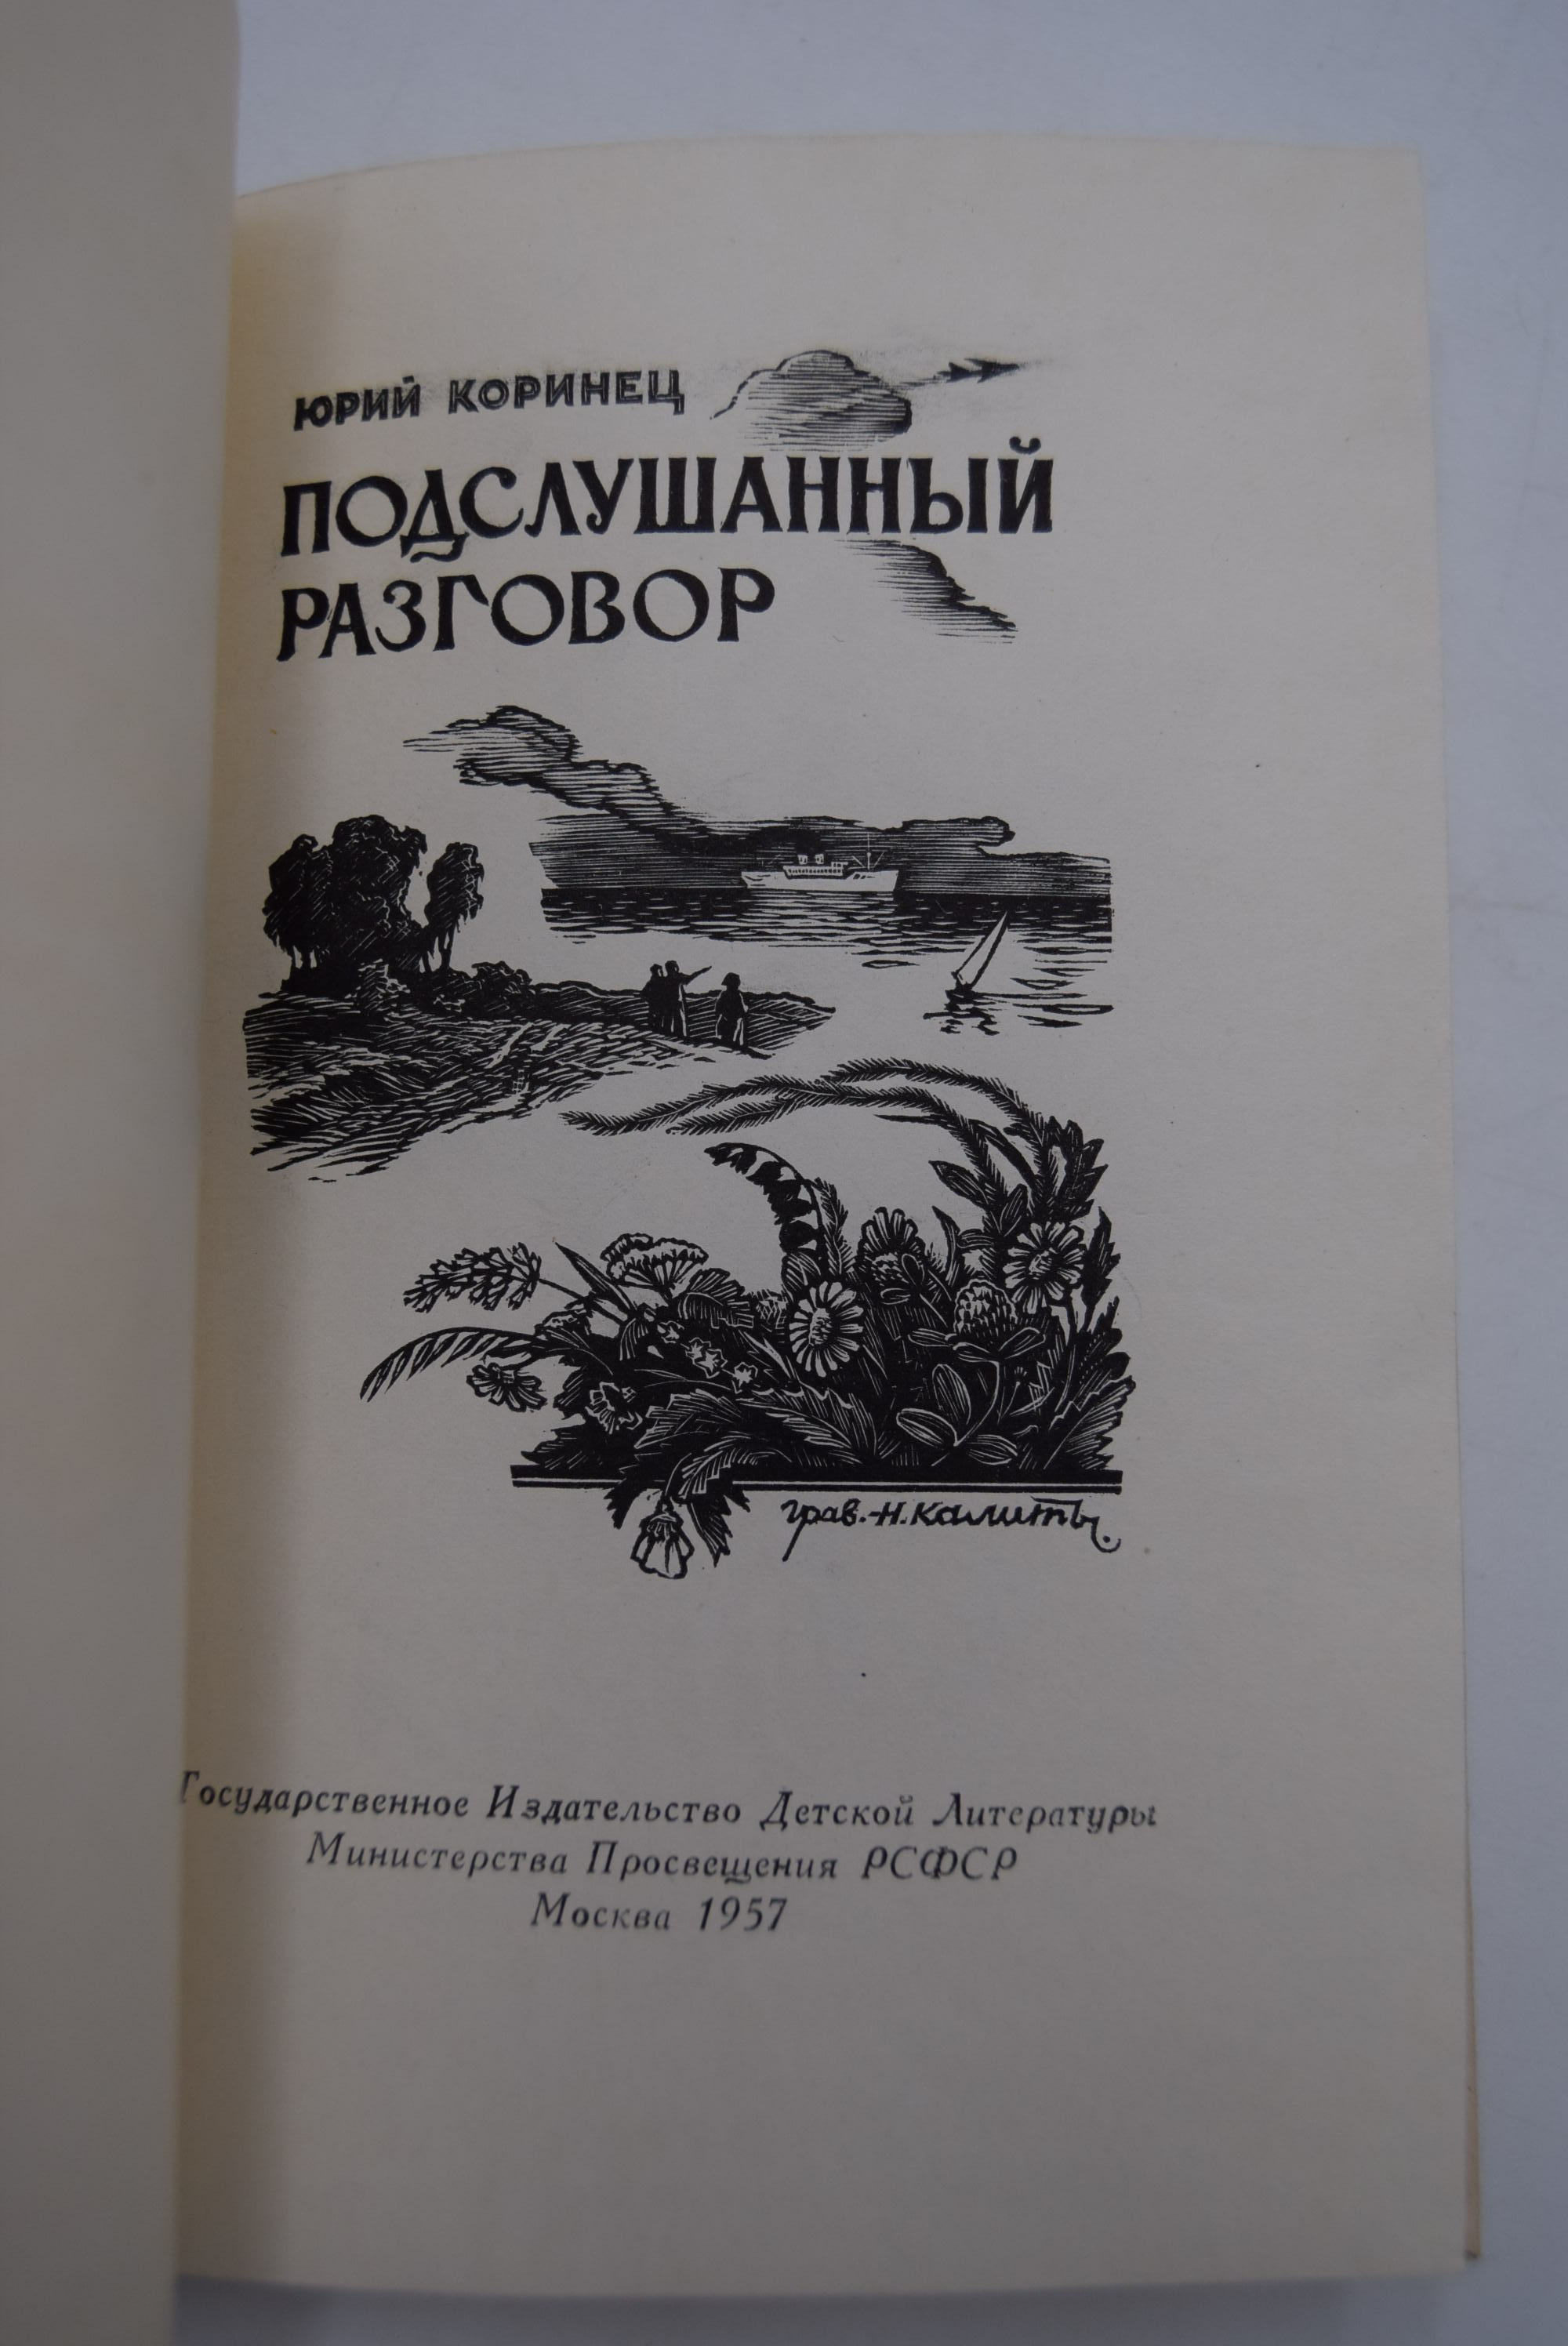 ЮРИЙ КОРИНЕЦ
ПОДСЛУШАННЫЙ
РАЗГОВОР
грав. Н. Калиты.
Государственное Издательство Детской Литературы
Министерства Просвещения РСФСР
Москва 1957